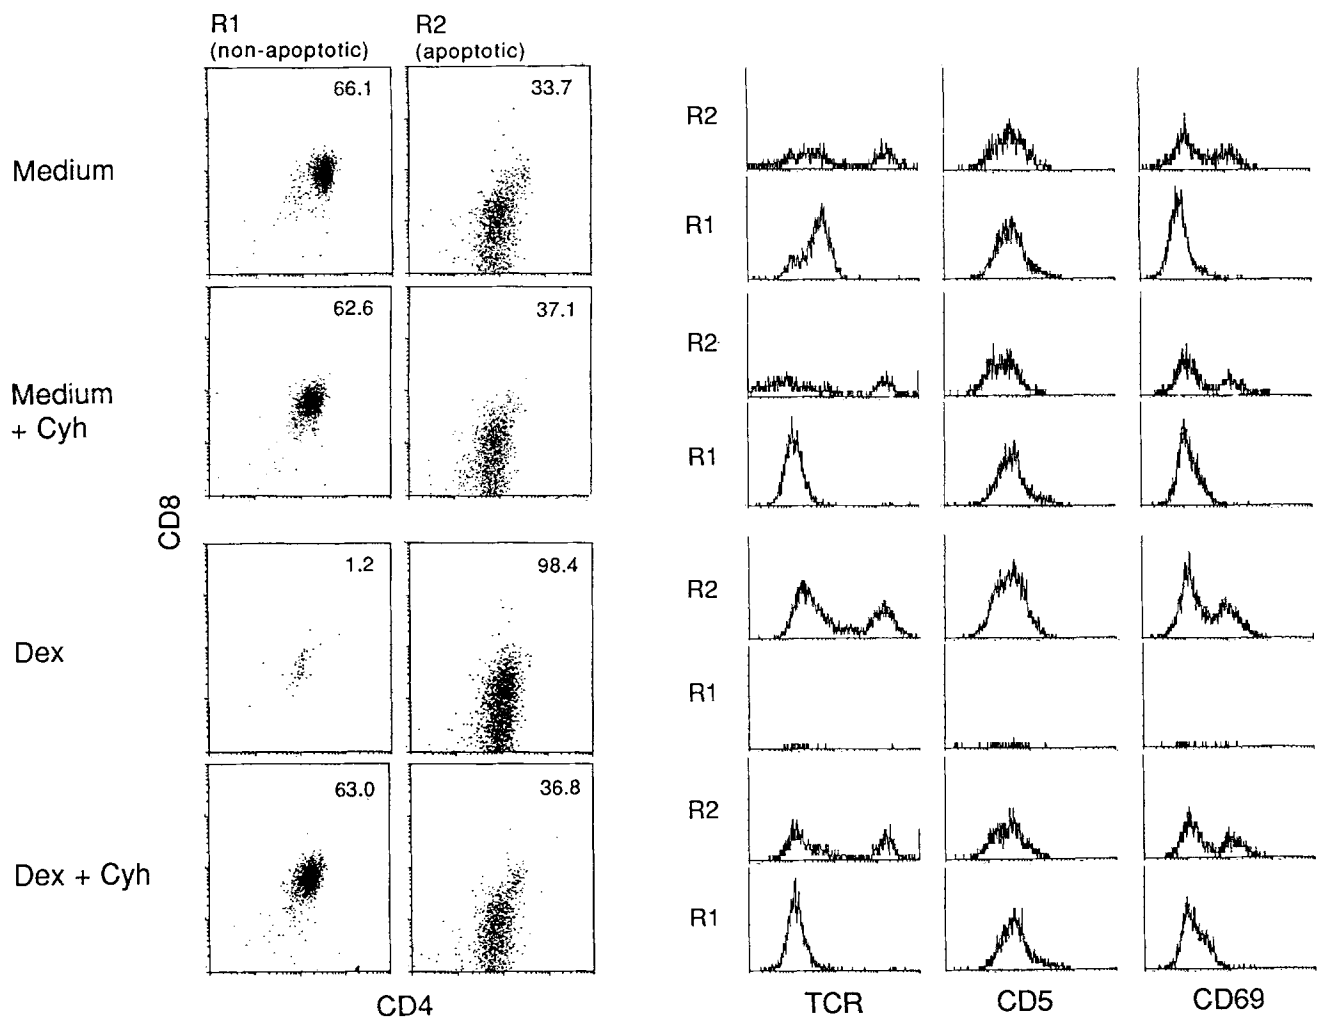 R1
(non-apoptotic)
R2
(apoptotic)
Medium
66.1
33.7
Medium
+ Cyh
62.6
37.1
CD8
Dex
1.2
98.4
Dex + Cyh
63.0
36.8
CD4
R2
R1
R2
R1
R2
R1
R2
R1
TCR
CD5
CD69